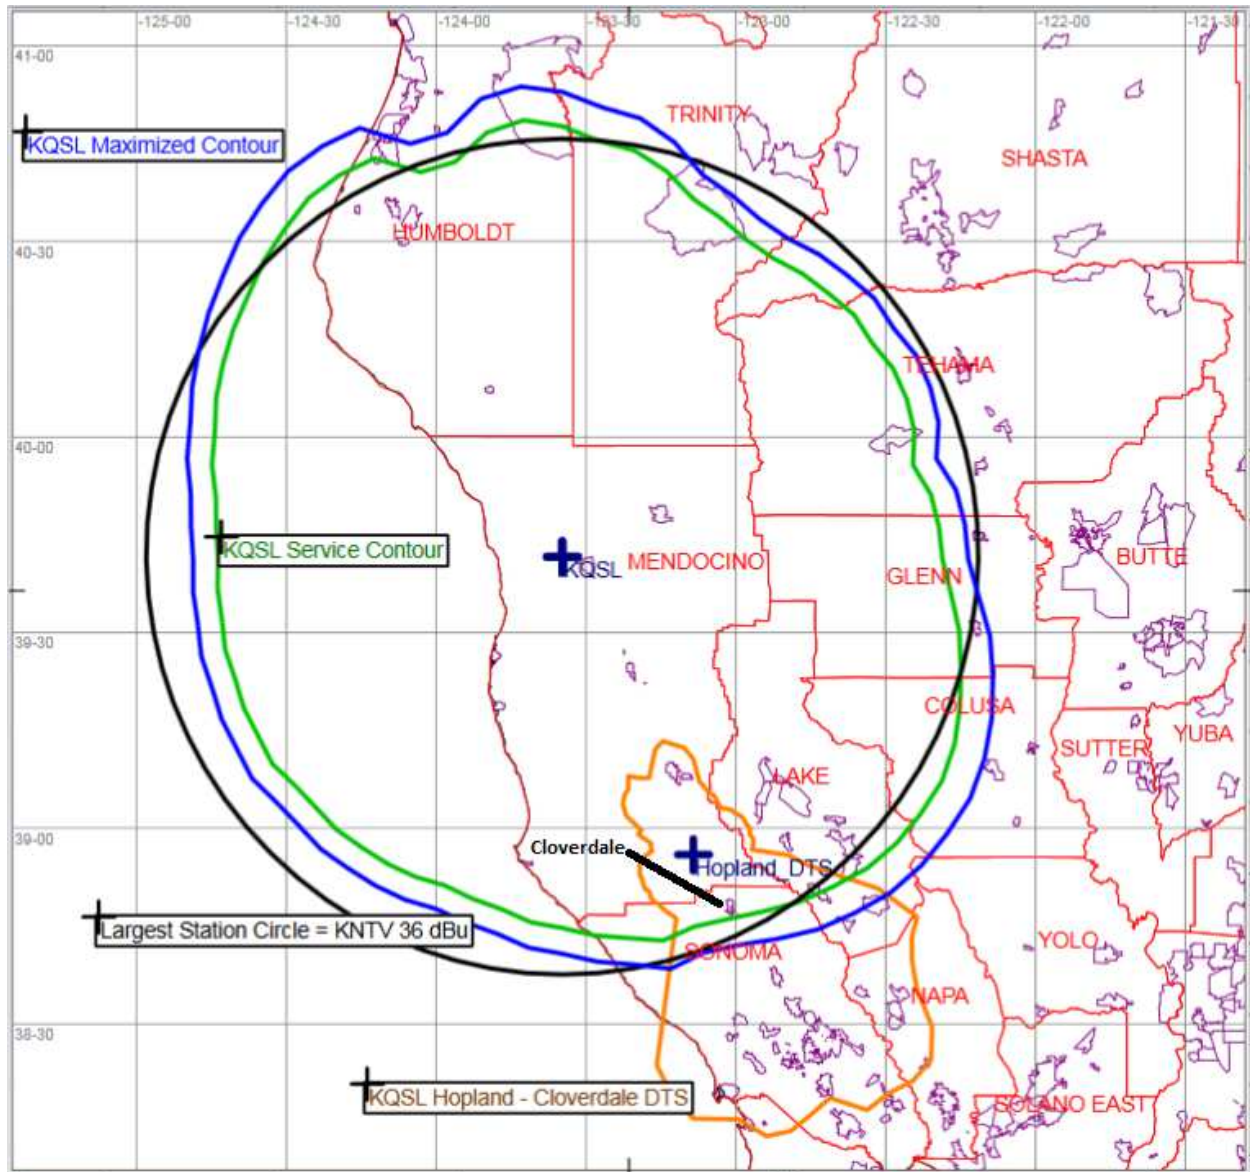 -125-00
-124-30
-124-00
-123-30
-123-00
-122-30
-122-00
-121-30
41-00
TRINITY
KQSL Maximized Contour
SHASTA
HUMBOLDT
40-30
TEHAMA
40-00
KQSL Service Contour
KQSL
MENDOCINO
GLENN
BUTTE
39-30
COLUSA
SUTTER
YUBA
LAKE
39-00
Cloverdale
Hopland_DTS
Largest Station Circle = KNTV 36 dBu
SONOMA
YOLO
NAPA
38-30
KQSL Hopland - Cloverdale DTS
SOLANO EAST